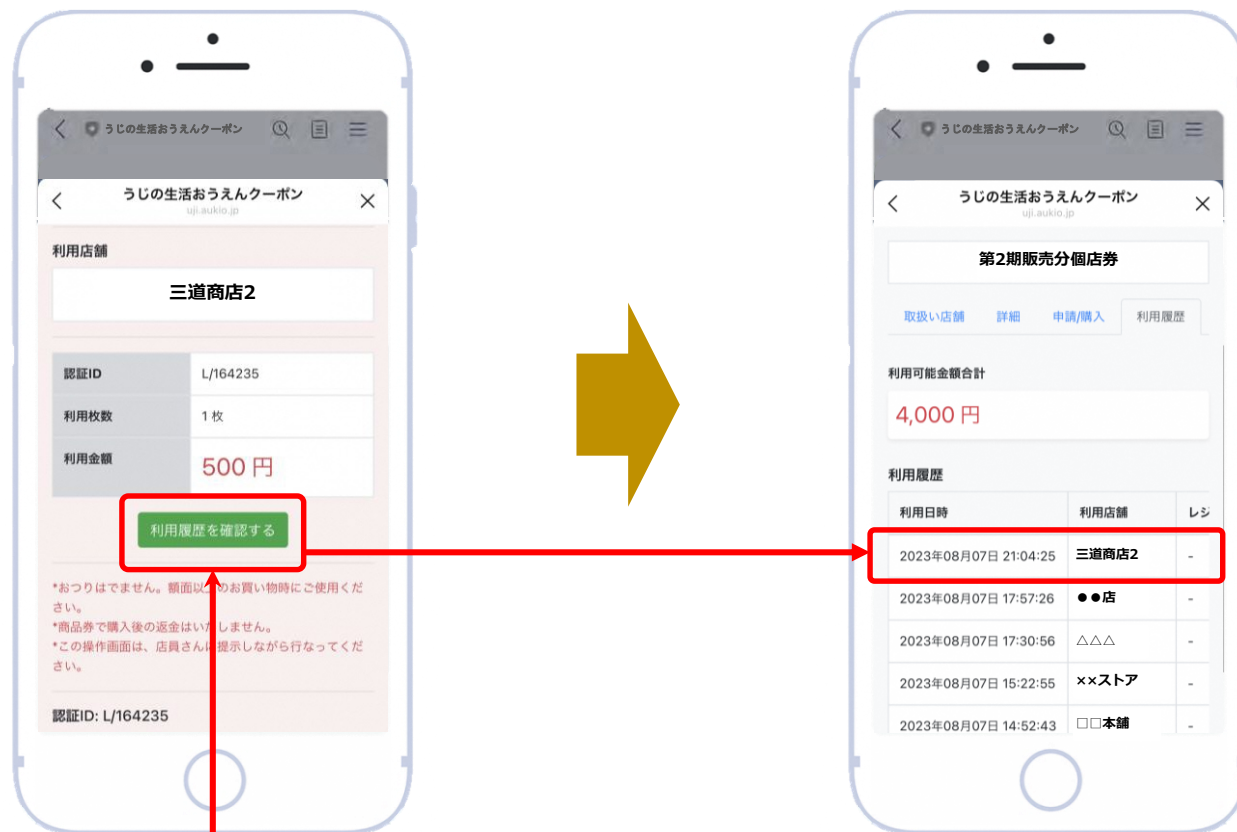 うじの生活おうえんクーポン
うじの生活おうえんクーポン
uji.aukio.jp
利用店舗
三道商店2
認証ID L/164235
利用枚数 1 枚
利用金額 500 円
利用履歴を確認する
*おつりはでません。額面以上のお買い物時にご使用くだ
さい。
*商品券で購入後の返金はいたしません。
*この操作画面は、店員さんに提示しながら行なってくだ
さい。
認証ID: L/164235
うじの生活おうえんクーポン
うじの生活おうえんクーポン
uji.aukio.jp
第2期販売分個店券
取扱い店舗 詳細 申請/購入 利用履歴
利用可能金額合計
4,000 円
利用履歴
利用日時 利用店舗 レジ
2023年08月07日 21:04:25 三道商店2 -
2023年08月07日 17:57:26 ●●店 -
2023年08月07日 17:30:56 △△△ -
2023年08月07日 15:22:55 ××ストア -
2023年08月07日 14:52:43 □□本舗 -